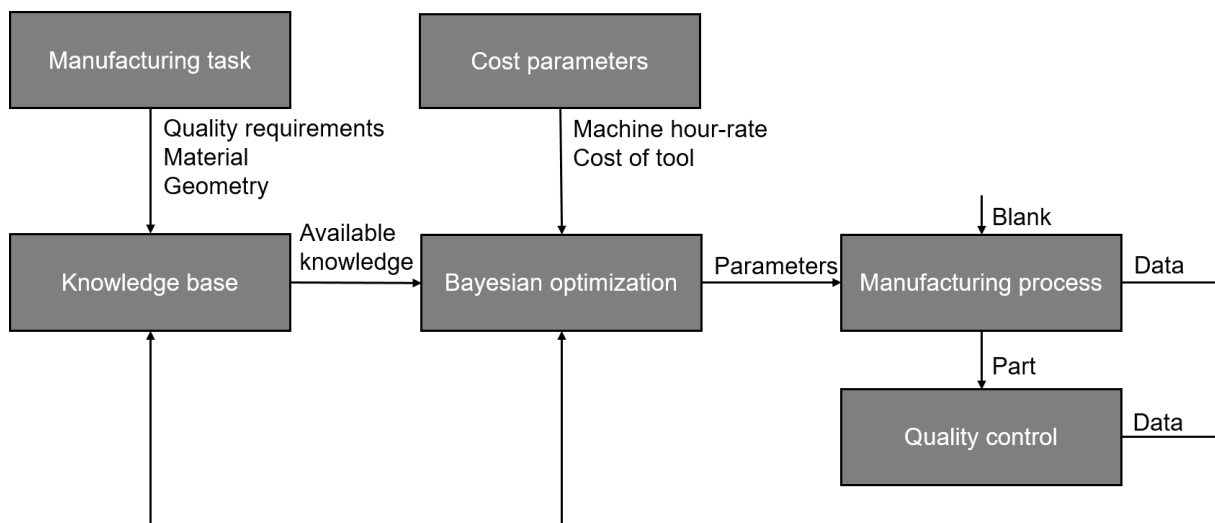 Manufacturing task
Cost parameters
Quality requirements
Material
Geometry
Machine hour-rate
Cost of tool
Blank
Knowledge base
Available
knowledge
Bayesian optimization
Parameters
Manufacturing process
Data
Part
Quality control
Data